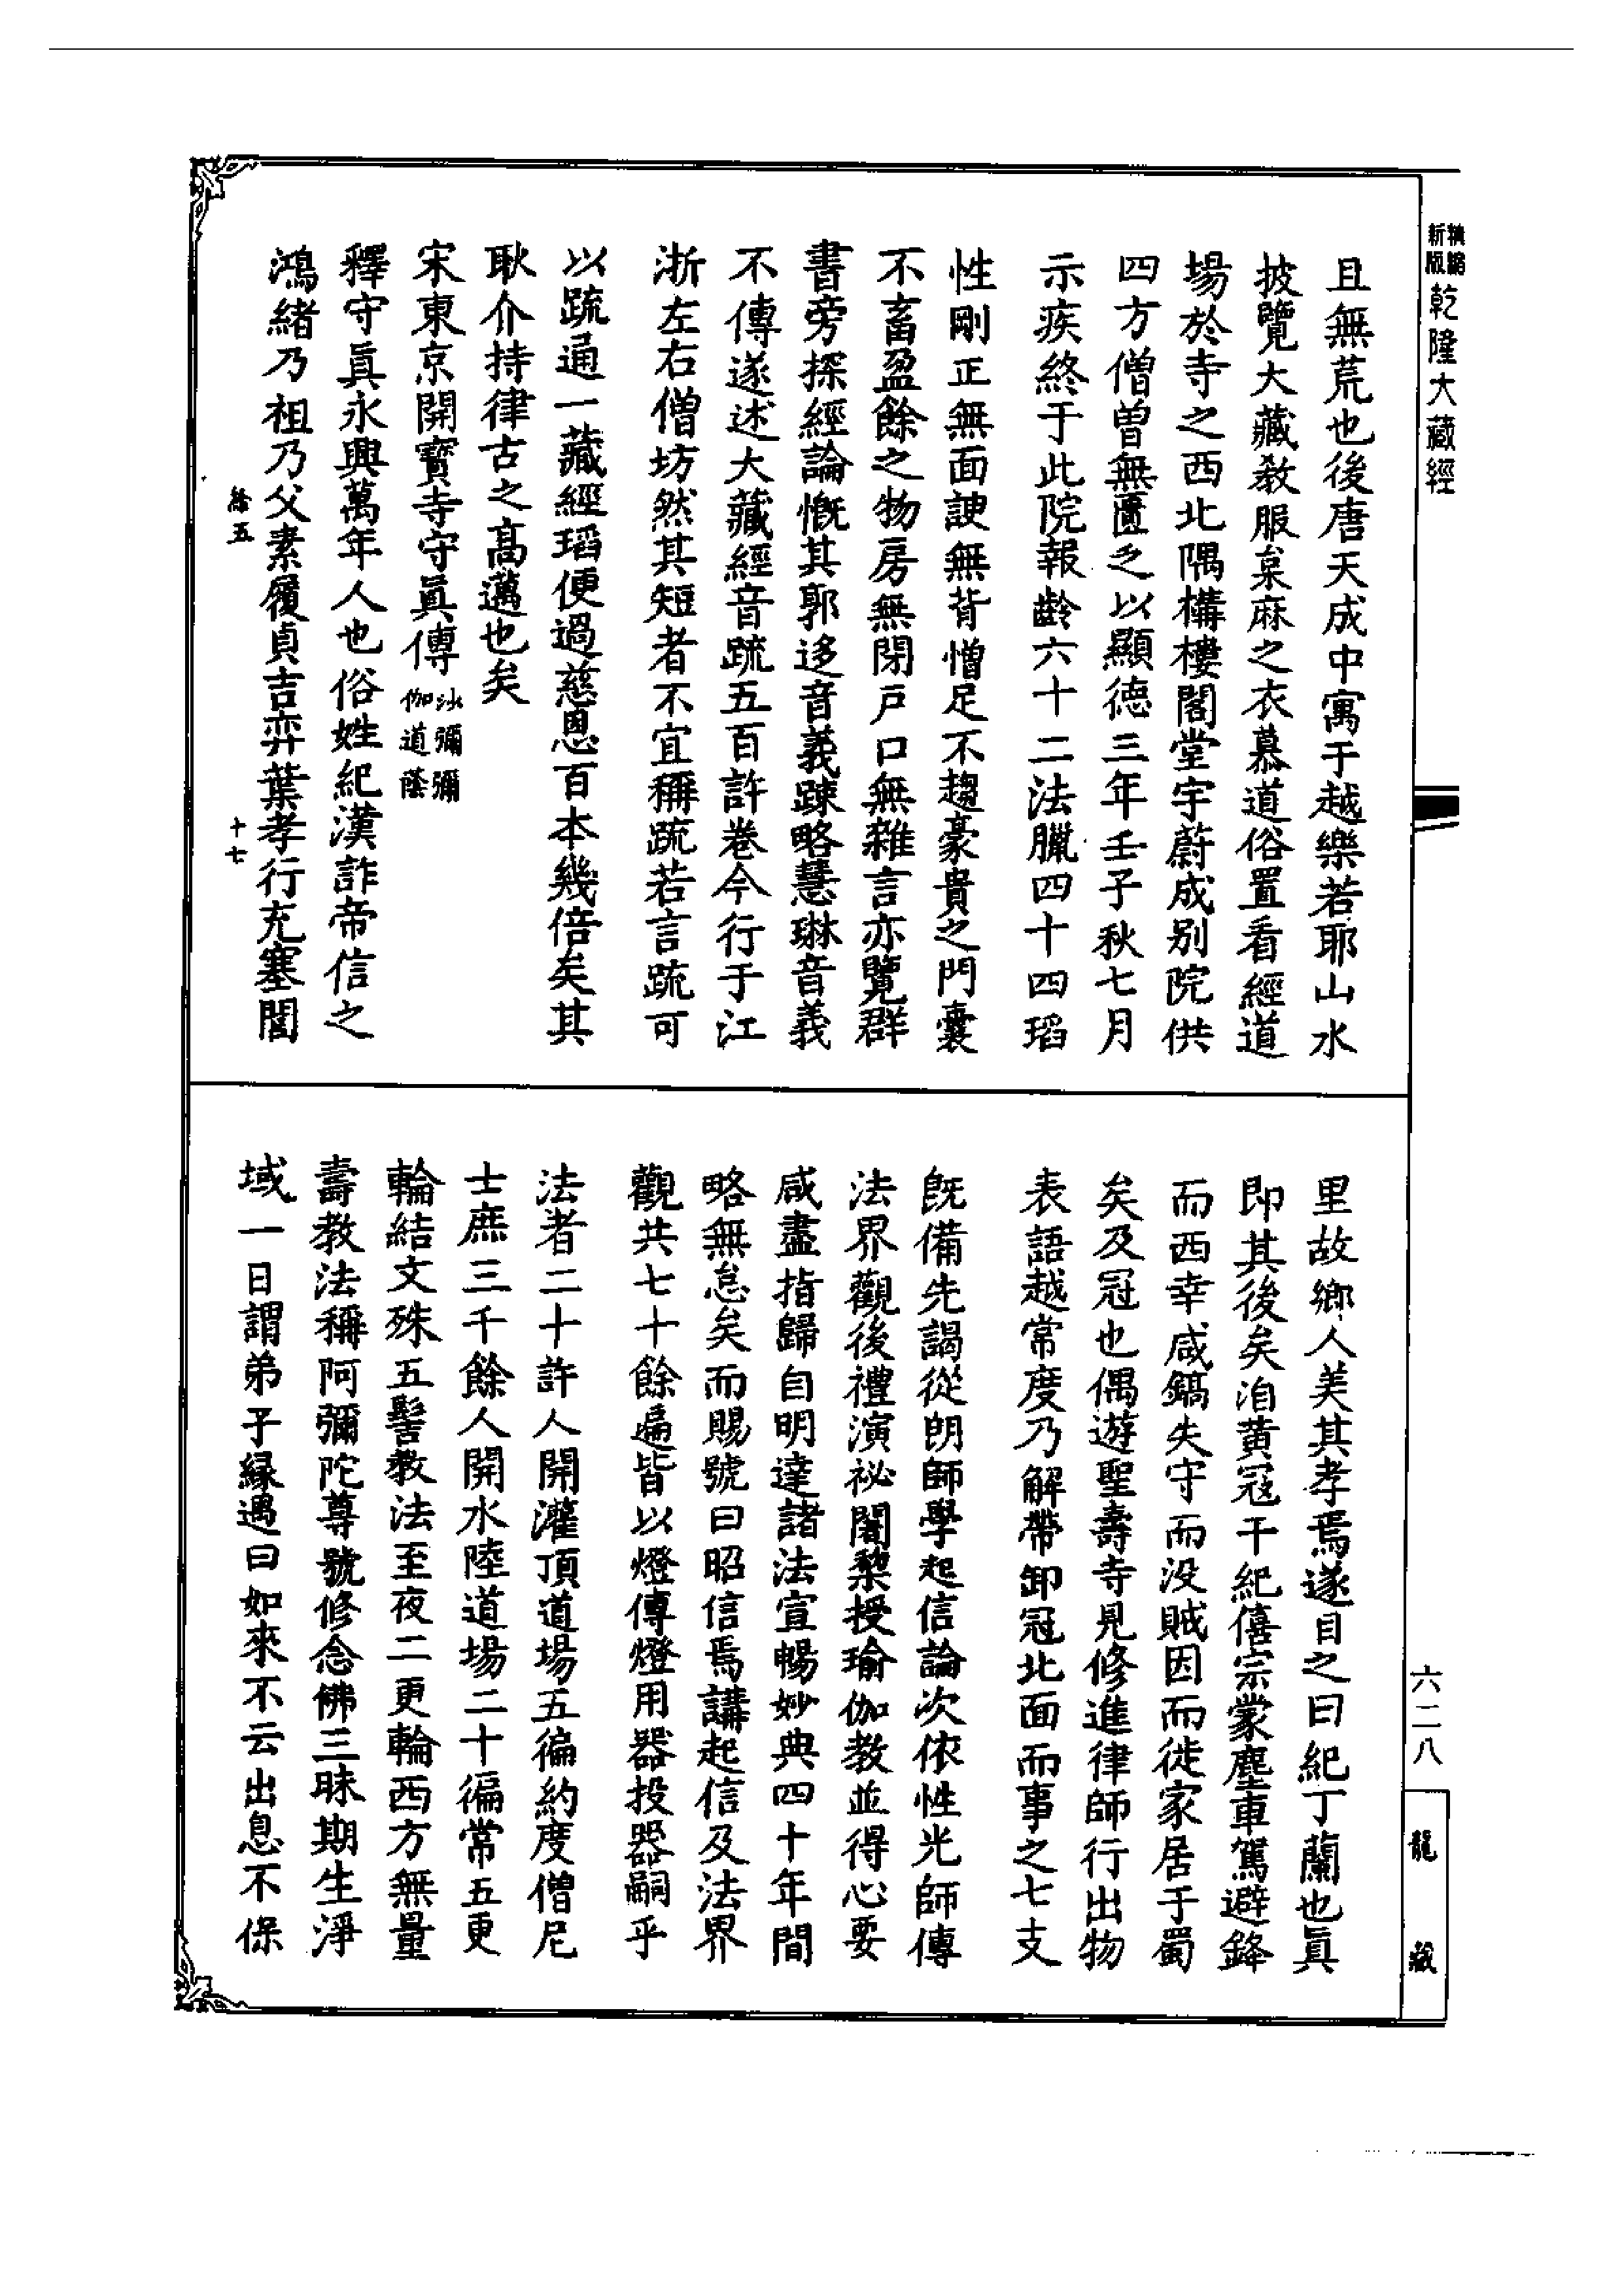 精縮新版乾隆大藏經
且無荒也後唐天成中寓于越樂若耶山水
披覽大藏教服枲麻之衣慕道俗置看經道
場於寺之西北隅構樓閣堂宇蔚成別院供
四方僧曾無匱乏以顯德三年壬子秋七月
示疾終于此院報齡六十二法臘四十四瑫
性剛正無面諛無背憎足不趨豪貴之門囊
不畜盈餘之物房無閉戶口無雜言亦覽群
書旁探經論慨其郭迻音義踈略慧琳音義
不傳遂述大藏經音疏五百許卷今行于江
浙左右僧坊然其短者不宜稱疏若言疏可
以疏通一藏經瑫便過慈恩百本幾倍矣其
耿介持律古之高邁也矣
宋東京開寶寺守眞傳沙彌彌伽道蔭
釋守眞永興萬年人也俗姓紀漢詐帝信之
鴻緒乃祖乃父素履貞吉弈葉孝行充塞閭
五
十七
里故鄉人美其孝焉遂目之曰紀丁蘭也眞
即其後矣洎黃冦干紀僖宗蒙塵車駕避鋒
而西幸咸鎬失守而没賊因而徙家居于蜀
矣及冠也偶遊聖壽寺見修進律師行出物
表語越常度乃解帶卸冠北面而事之七支
旣備先謁從朗師學起信論次依性光師傳
法界觀後禮演祕闍黎授瑜伽教並得心要
咸盡指歸自明達諸法宣暢妙典四十年間
略無怠矣而賜號曰昭信焉講起信及法界
觀共七十餘遍皆以燈傳燈用器投器嗣乎
法者二十許人開灌頂道場五徧約度僧尼
士庶三千餘人開水陸道場二十徧常五更
輪結文殊五髻教法至夜二更輪西方無量
壽教法稱阿彌陀尊號修念佛三昧期生淨
域一日謂弟子緣遇曰如來不云出息不保
六二八
龍藏